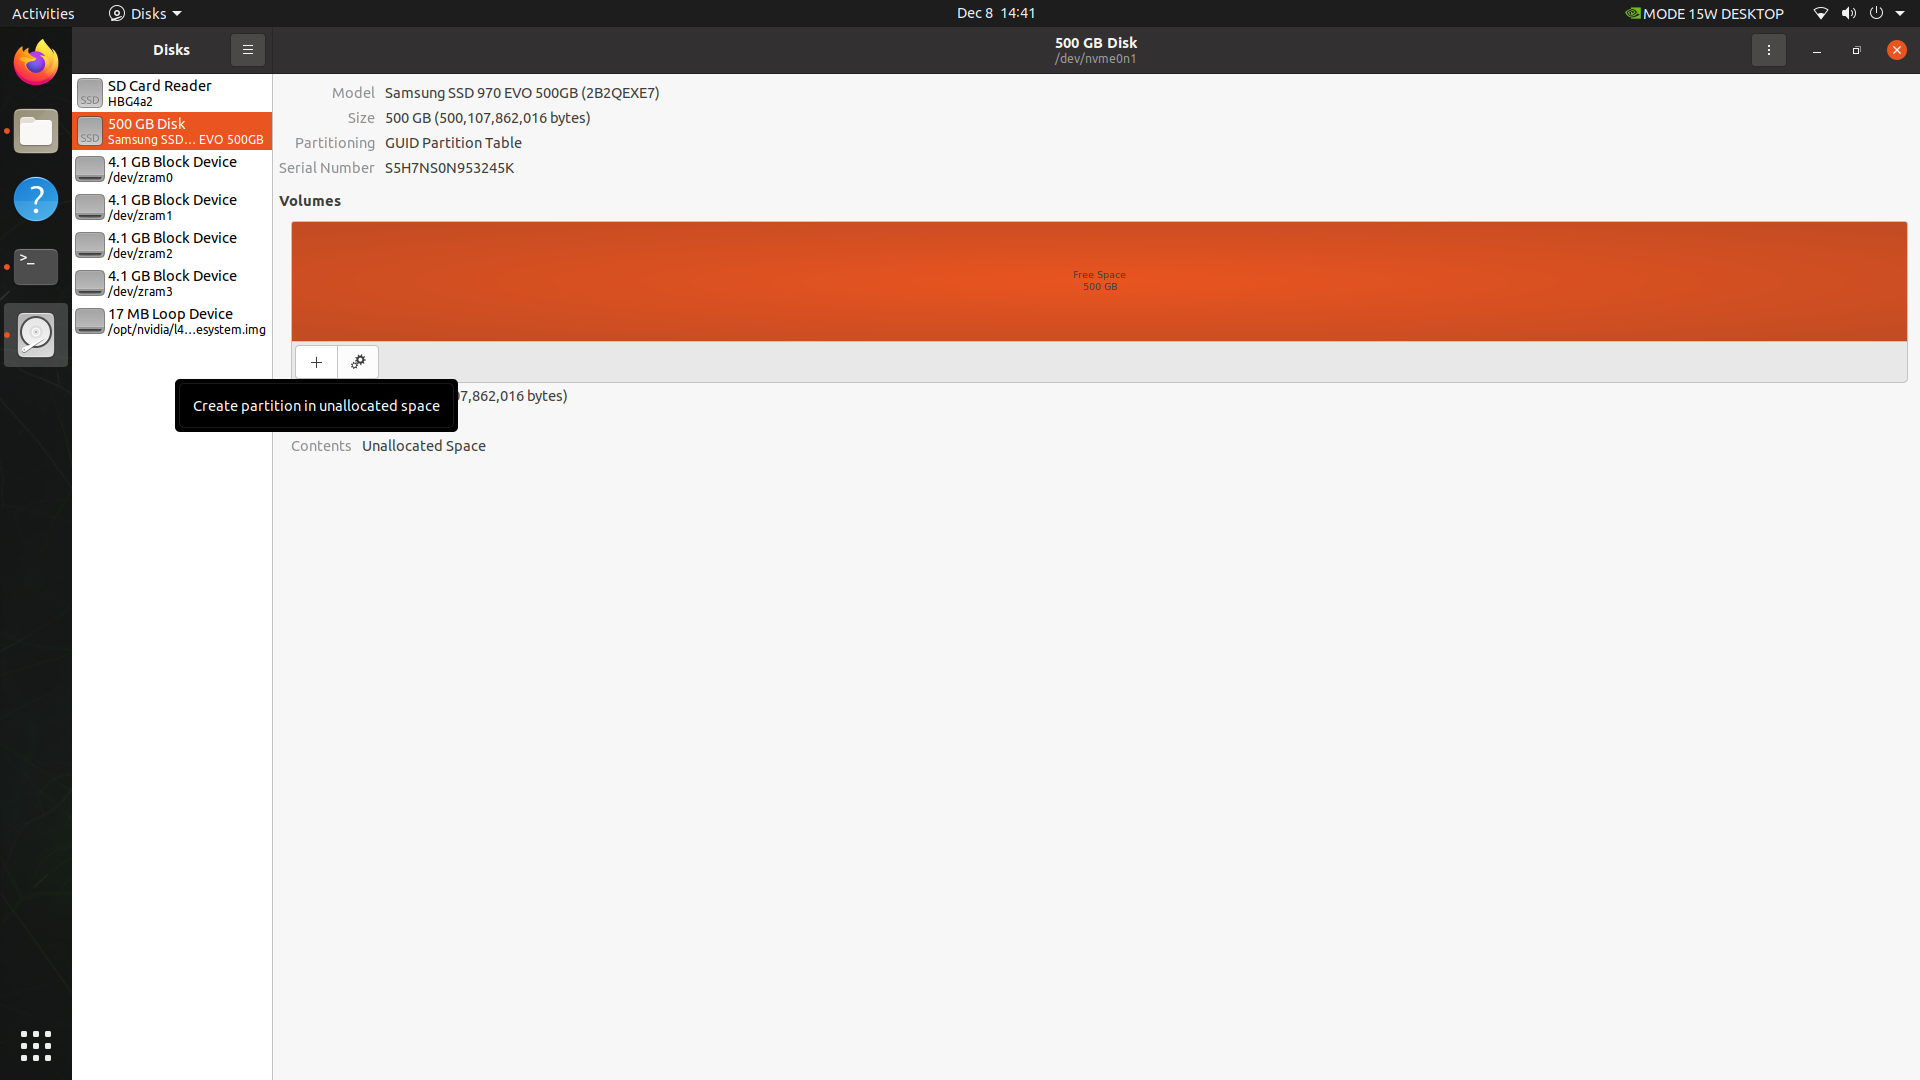 Activities
Disks
Dec 8 14:41
MODE 15W DESKTOP
Disks
500 GB Disk
/dev/nvme0n1
SSD
SD Card Reader
HBG4a2
SSD
500 GB Disk
Samsung SSD… EVO 500GB
4.1 GB Block Device
/dev/zram0
4.1 GB Block Device
/dev/zram1
4.1 GB Block Device
/dev/zram2
4.1 GB Block Device
/dev/zram3
17 MB Loop Device
/opt/nvidia/l4…esystem.img
Model Samsung SSD 970 EVO 500GB (2B2QEXE7)
Size 500 GB (500,107,862,016 bytes)
Partitioning GUID Partition Table
Serial Number S5H7NS0N953245K
Volumes
Free Space
500 GB
07,862,016 bytes)
Create partition in unallocated space
Contents Unallocated Space